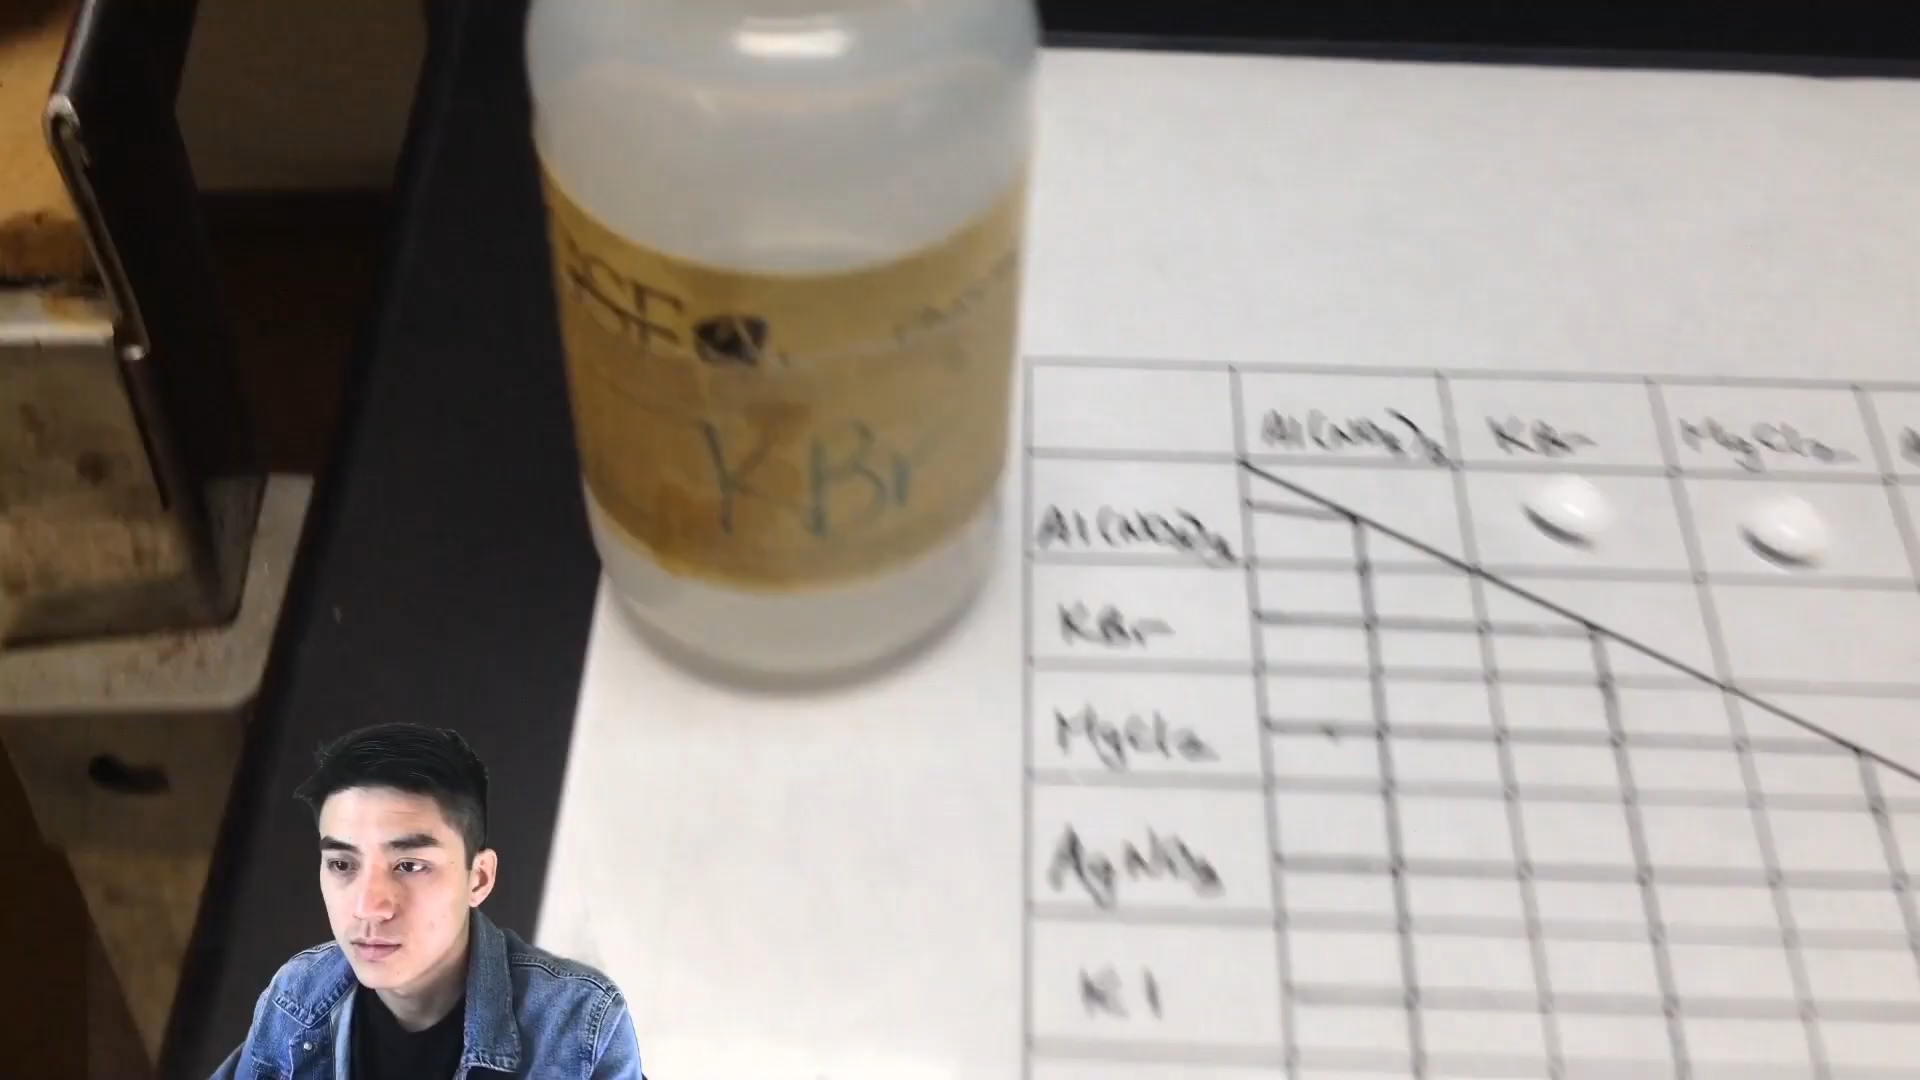 KBr
Al(NO₃)₃ KBr MgCl₂
Al(NO₃)₃
KBr
MgCl₂
AgNO₃
KI